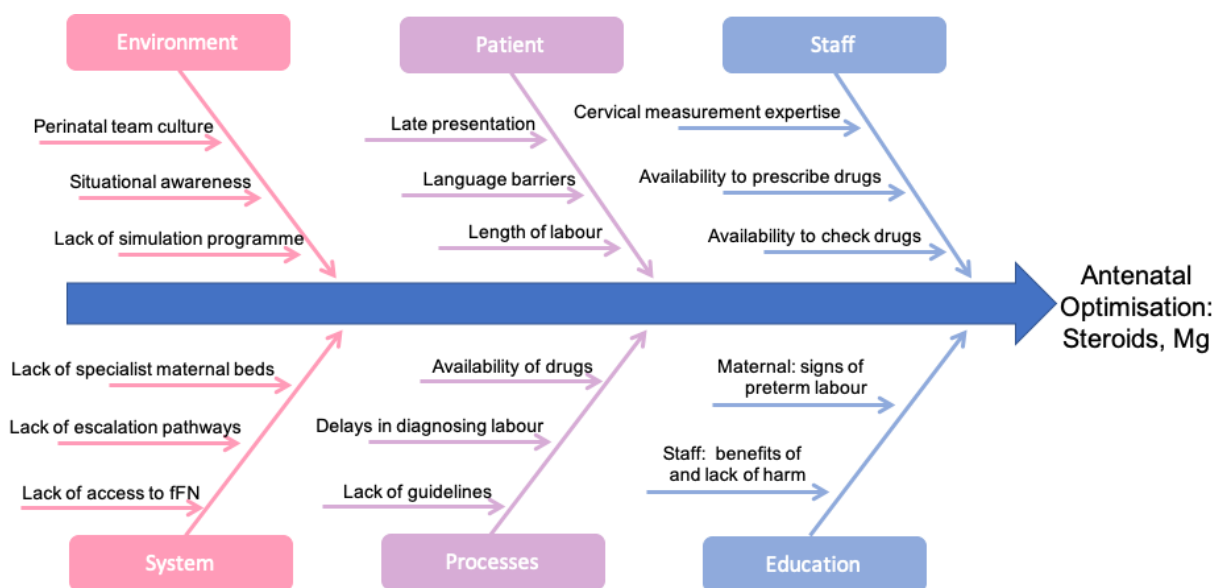 Environment
Patient
Staff
Perinatal team culture
Situational awareness
Lack of simulation programme
Late presentation
Language barriers
Length of labour
Cervical measurement expertise
Availability to prescribe drugs
Availability to check drugs
Antenatal
Optimisation:
Steroids, Mg
Lack of specialist maternal beds
Lack of escalation pathways
Lack of access to fFN
Availability of drugs
Delays in diagnosing labour
Lack of guidelines
Maternal: signs of
preterm labour
Staff: benefits of
and lack of harm
System
Processes
Education